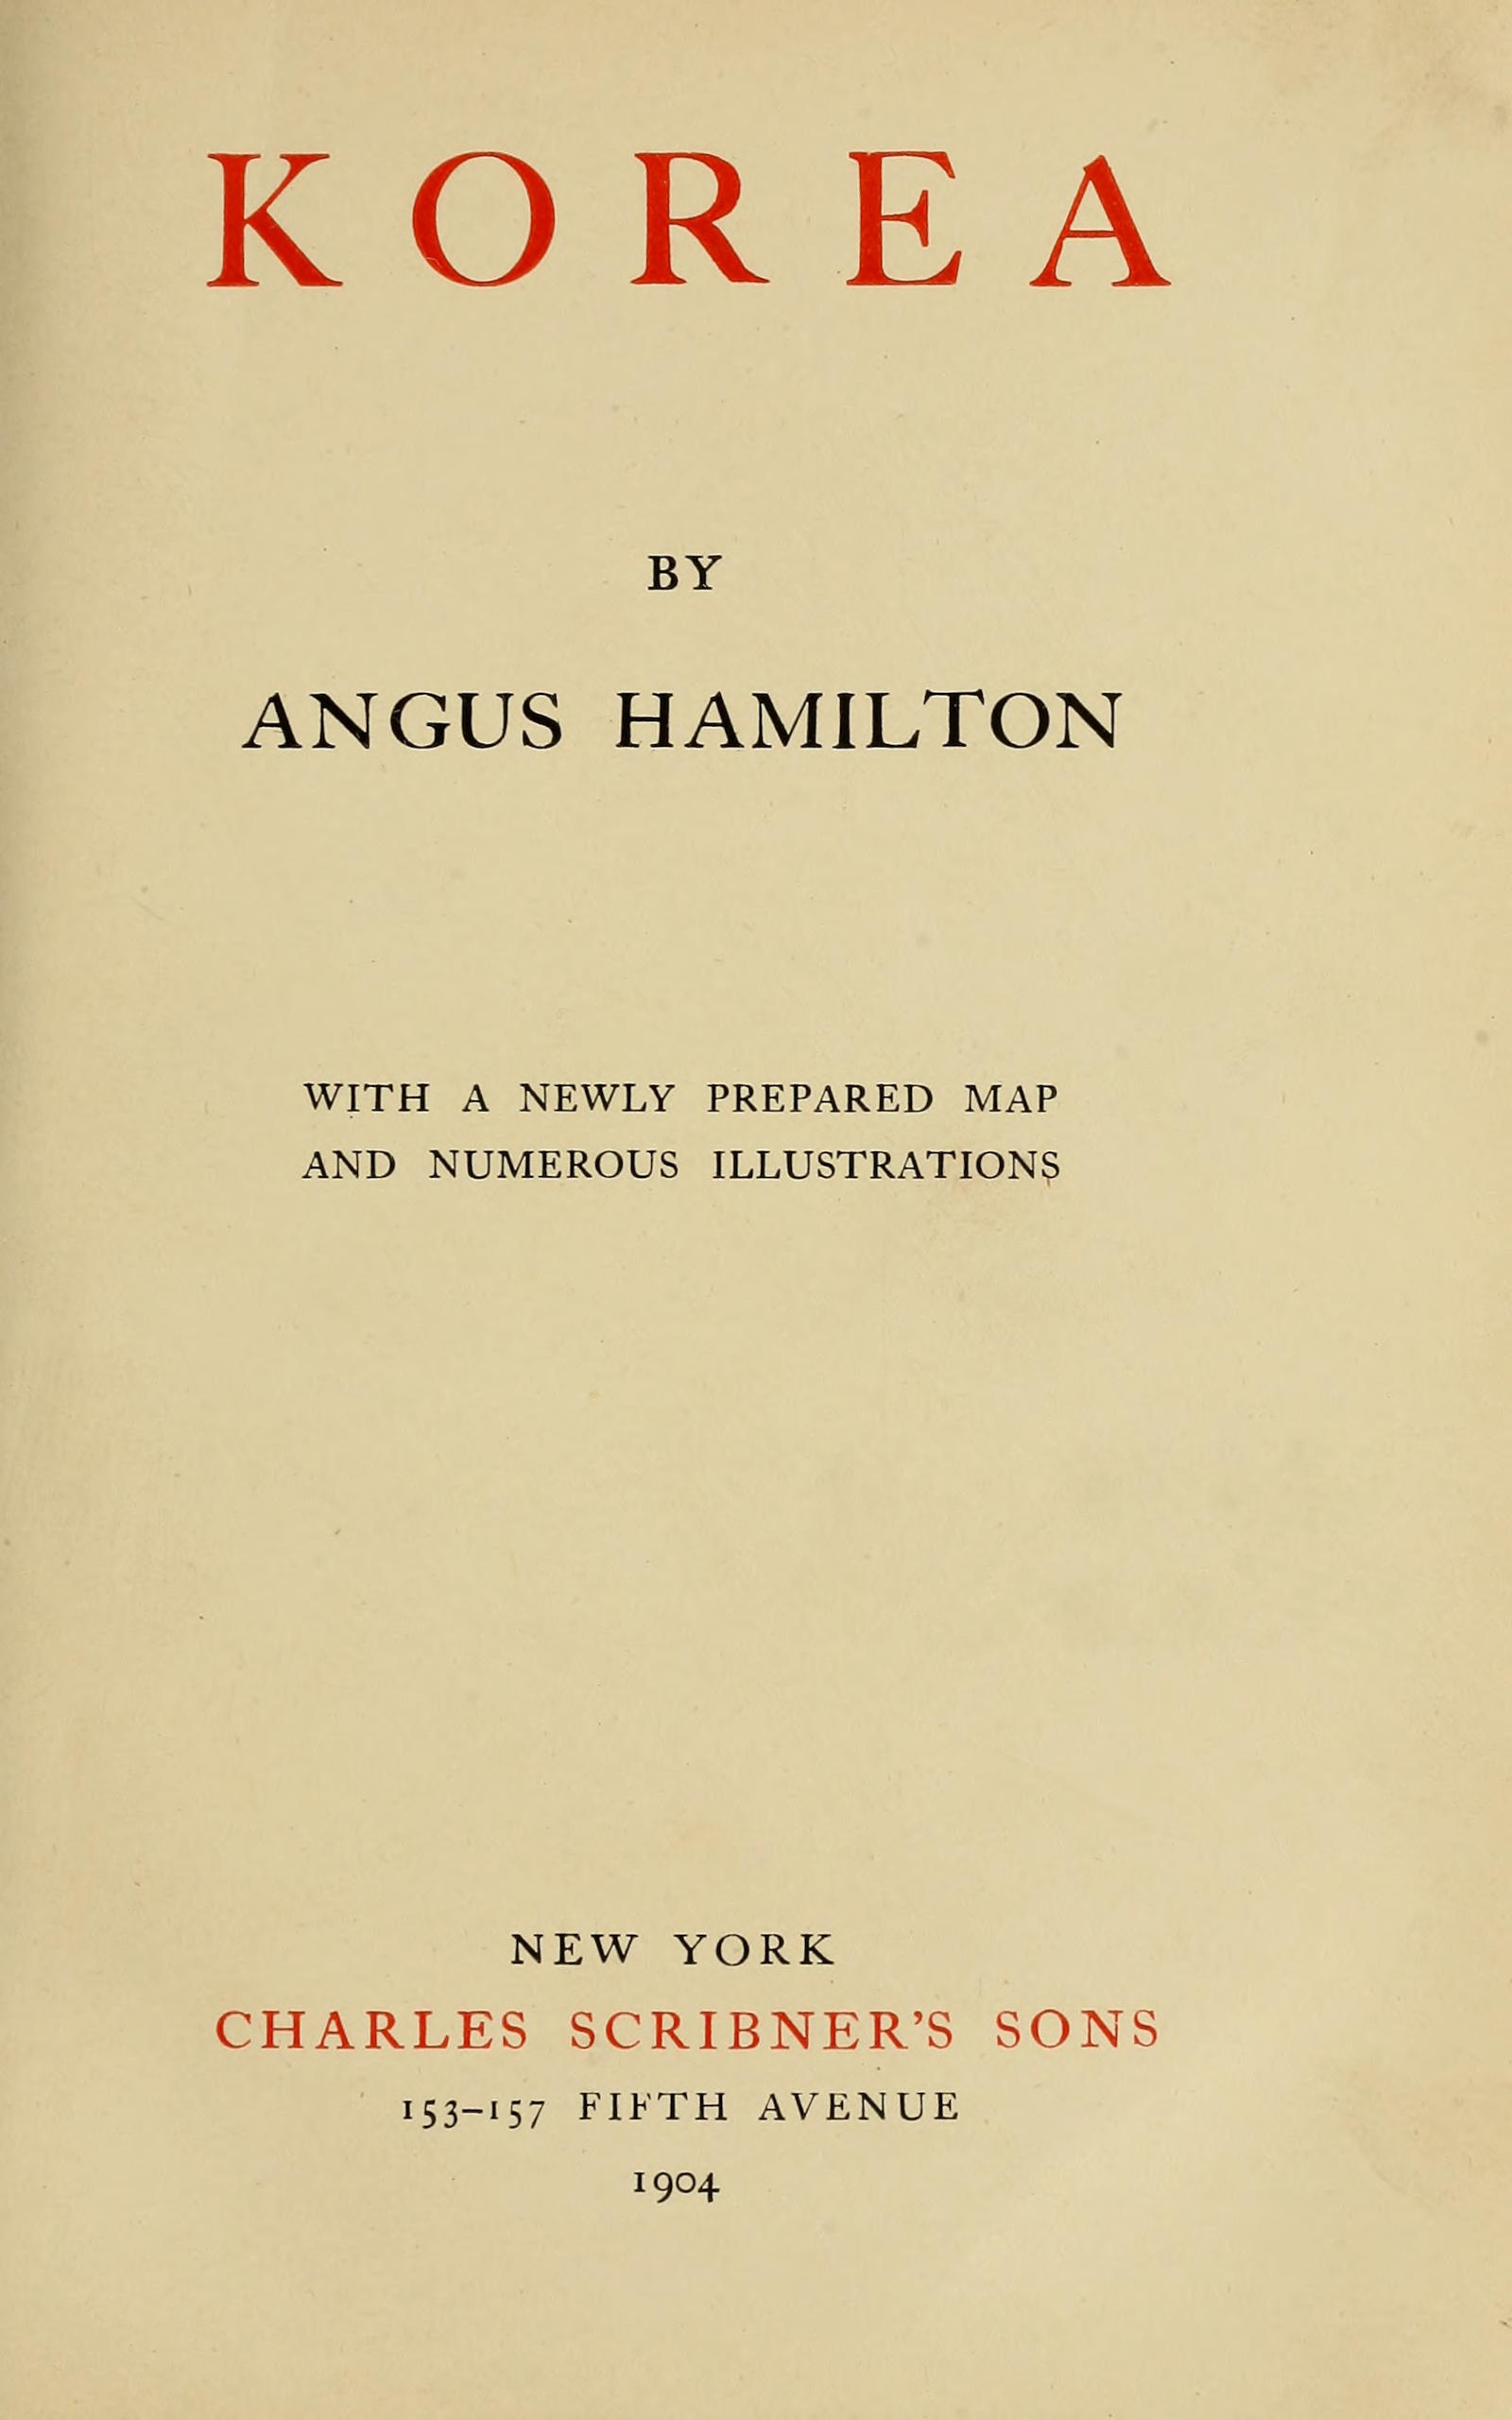 KOREA
BY
ANGUS HAMILTON
WITH A NEWLY PREPARED MAP
AND NUMEROUS ILLUSTRATIONS
NEW YORK
CHARLES SCRIBNER'S SONS
153–157 FIFTH AVENUE
1904